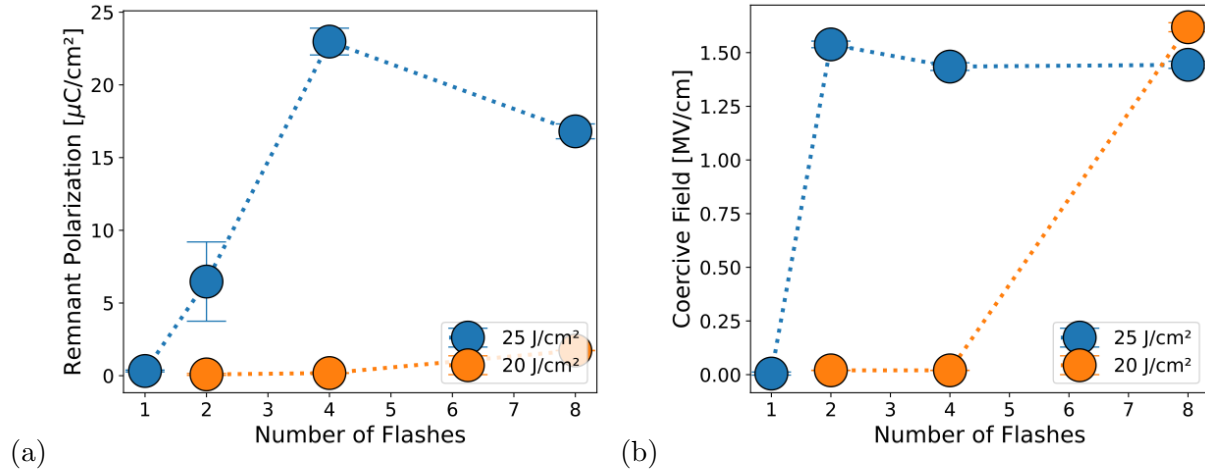 25
20
15
10
5
0
Remnant Polarization [μC/cm²]
1 2 3 4 5 6 7 8
Number of Flashes
25 J/cm²
20 J/cm²
(a)
1.50
1.25
1.00
0.75
0.50
0.25
0.00
Coercive Field [MV/cm]
1 2 3 4 5 6 7 8
Number of Flashes
25 J/cm²
20 J/cm²
(b)